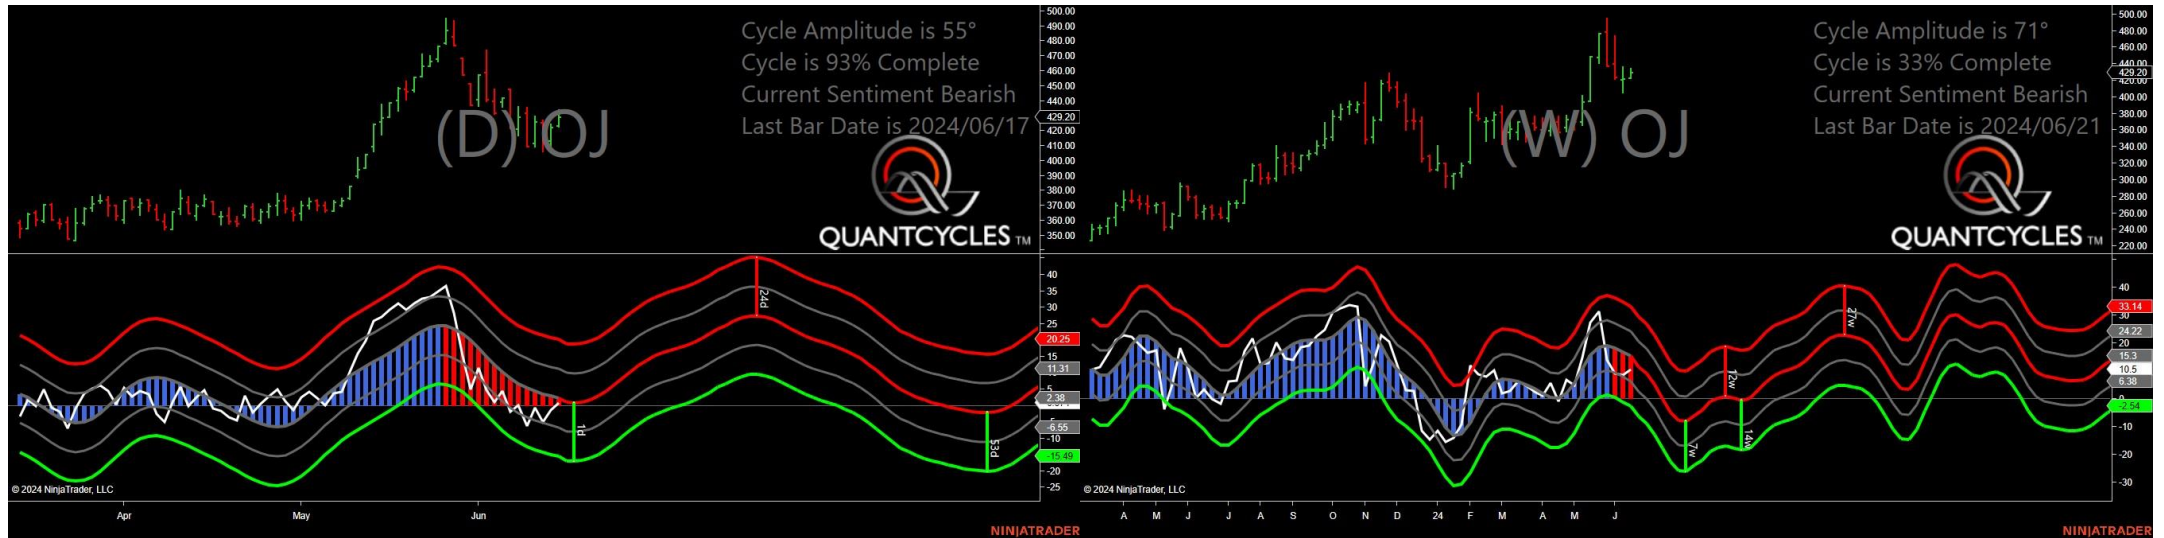 Cycle Amplitude is 55°
Cycle is 93% Complete
Current Sentiment Bearish
Last Bar Date is 2024/06/17
(D) OJ
QUANTCYCLES TM
500.00
490.00
480.00
470.00
460.00
450.00
440.00
429.20
420.00
410.00
400.00
390.00
380.00
370.00
360.00
350.00
24d
1d
53d
40
35
30
25
20.25
15
11.31
5
2.38
-6.55
-10
-15.49
-20
-25
© 2024 NinjaTrader, LLC
Apr
May
Jun
NINJATRADER
Cycle Amplitude is 71°
Cycle is 33% Complete
Current Sentiment Bearish
Last Bar Date is 2024/06/21
(W) OJ
QUANTCYCLES TM
500.00
480.00
460.00
440.00
429.20
420.00
400.00
380.00
360.00
340.00
320.00
300.00
280.00
260.00
240.00
220.00
12w
7w
14w
27w
40
33.14
30
24.22
20
15.3
10.5
6.38
-2.54
-10
-20
-30
© 2024 NinjaTrader, LLC
A
M
J
J
A
S
O
N
D
24
F
M
A
M
J
NINJATRADER